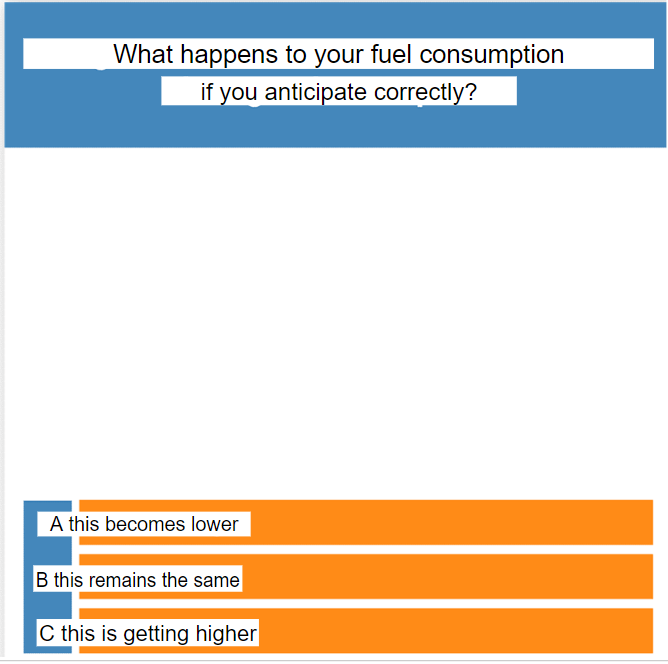 What happens to your fuel consumption
if you anticipate correctly?
A this becomes lower
B this remains the same
C this is getting higher